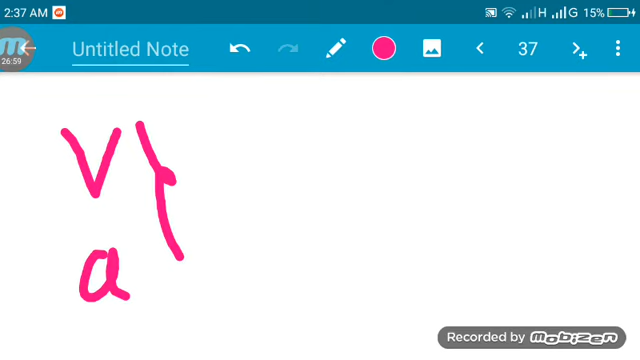 2:37 AM H G 15%
m 26:59 Untitled Note 37
V
a
Recorded by mobizen